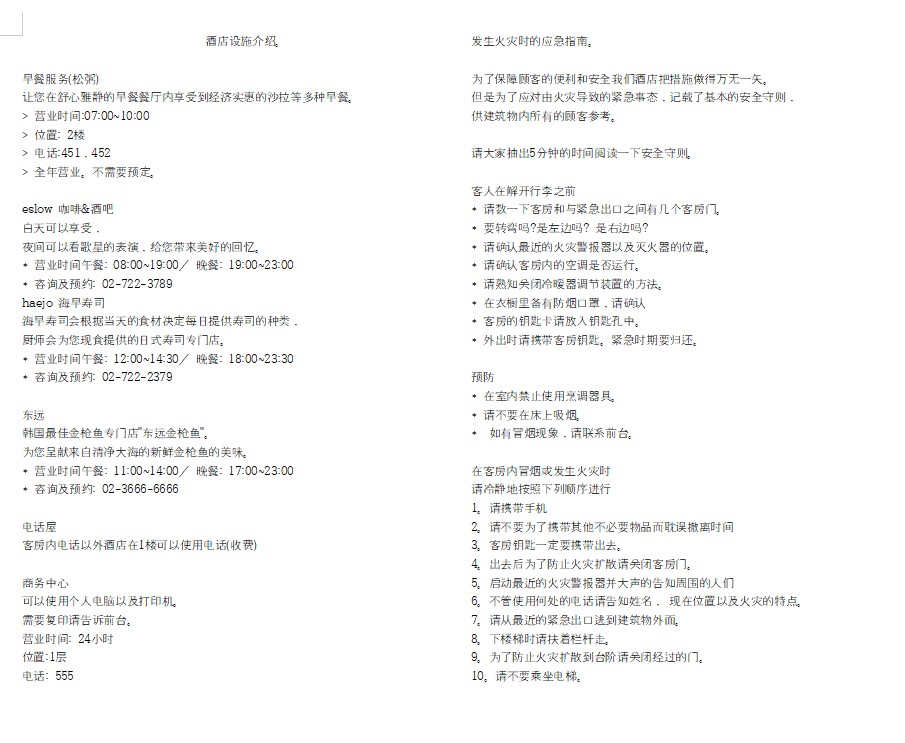 酒店设施介绍。
早餐服务(松粥)
让您在舒心雅静的早餐餐厅内享受到经济实惠的沙拉等多种早餐。
> 营业时间:07:00~10:00
> 位置: 2楼
> 电话:451，452
> 全年营业。不需要预定。
eslow 咖啡&酒吧
白天可以享受，
夜间可以看歌星的表演，给您带来美好的回忆。
* 营业时间午餐: 08:00~19:00／ 晚餐: 19:00~23:00
* 咨询及预约: 02-722-3789
haejo 海早寿司
海早寿司会根据当天的食材决定每日提供寿司的种类，
厨师会为您现食提供的日式寿司专门店。
* 营业时间午餐: 12:00~14:30／ 晚餐: 18:00~23:30
* 咨询及预约: 02-722-2379
东远
韩国最佳金枪鱼专门店"东远金枪鱼"。
为您呈献来自清净大海的新鲜金枪鱼的美味。
* 营业时间午餐: 11:00~14:00／ 晚餐: 17:00~23:00
* 咨询及预约: 02-3666-6666
电话屋
客房内电话以外酒店在1楼可以使用电话(收费)
商务中心
可以使用个人电脑以及打印机。
需要复印请告诉前台。
营业时间: 24小时
位置:1层
电话: 555
发生火灾时的应急指南。
为了保障顾客的便利和安全我们酒店把措施做得万无一矢。
但是为了应对由火灾导致的紧急事态，记载了基本的安全守则，
供建筑物内所有的顾客参考。
请大家抽出5分钟的时间阅读一下安全守则。
客人在解开行李之前
* 请数一下客房和与紧急出口之间有几个客房门。
* 要转弯吗?是左边吗? 是右边吗?
* 请确认最近的火灾警报器以及灭火器的位置。
* 请确认客房内的空调是否运行。
* 请熟知关闭冷暖器调节装置的方法。
* 在衣橱里备有防烟口罩，请确认
* 客房的钥匙卡请放入钥匙孔中。
* 外出时请携带客房钥匙。紧急时期要归还。
预防
* 在室内禁止使用烹调器具。
* 请不要在床上吸烟。
* 如有冒烟现象，请联系前台。
在客房内冒烟或发生火灾时
请冷静地按照下列顺序进行
1。请携带手机
2。请不要为了携带其他不必要物品而耽误撤离时间
3。客房钥匙一定要携带出去。
4。出去后为了防止火灾扩散请关闭客房门。
5。启动最近的火灾警报器并大声的告知周围的人们
6。不管使用何处的电话请告知姓名， 现在位置以及火灾的特点。
7。请从最近的紧急出口逃到建筑物外面。
8。下楼梯时请扶着栏杆走。
9。为了防止火灾扩散到台阶请关闭经过的门。
10。请不要乘坐电梯。